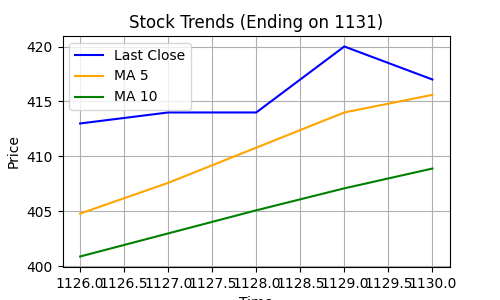 Stock Trends (Ending on 1131)
Last Close
MA 5
MA 10
Price
420
415
410
405
400
1126.0 1126.5 1127.0 1127.5 1128.0 1128.5 1129.0 1129.5 1130.0
Time